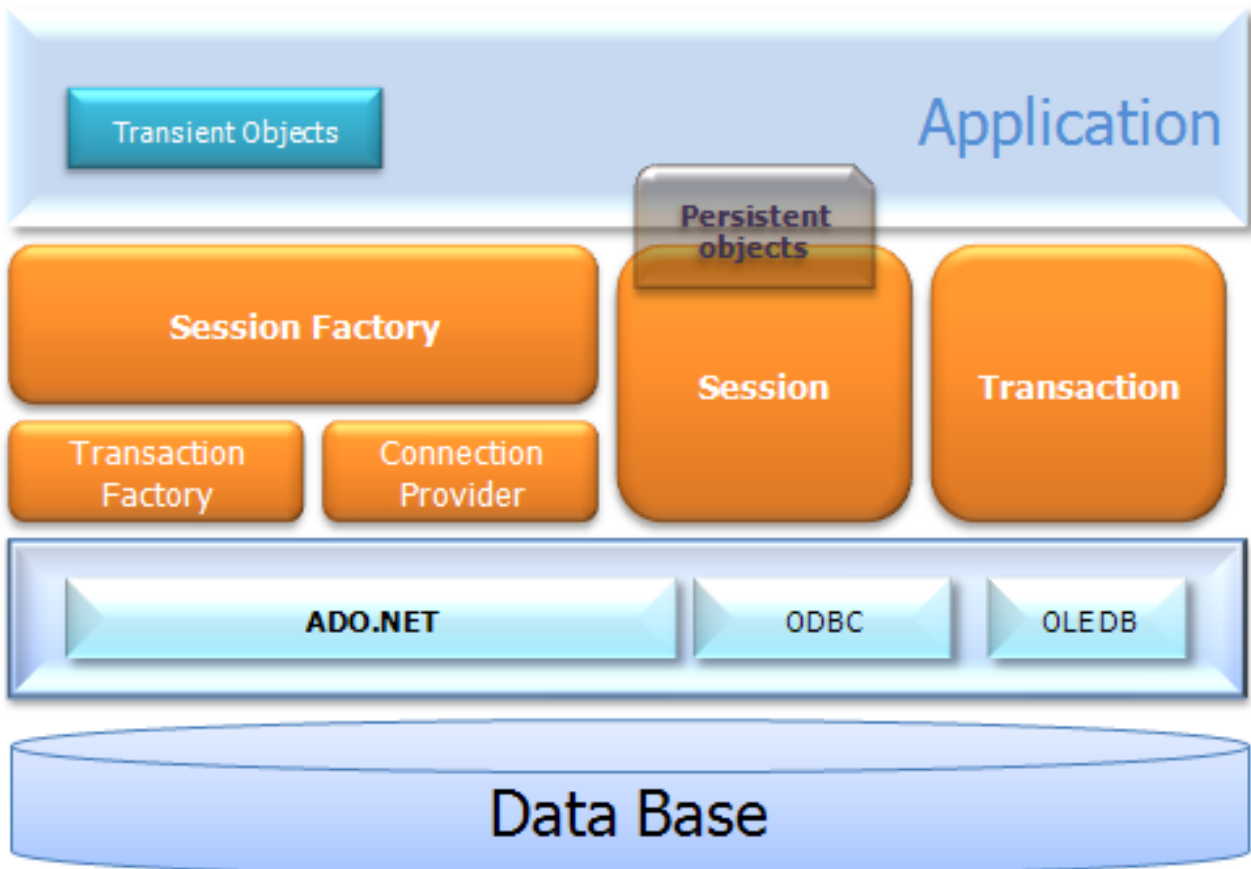 Application
Transient Objects
Persistent
objects
Session Factory
Session
Transaction
Transaction
Factory
Connection
Provider
ADO.NET
ODBC
OLEDB
Data Base